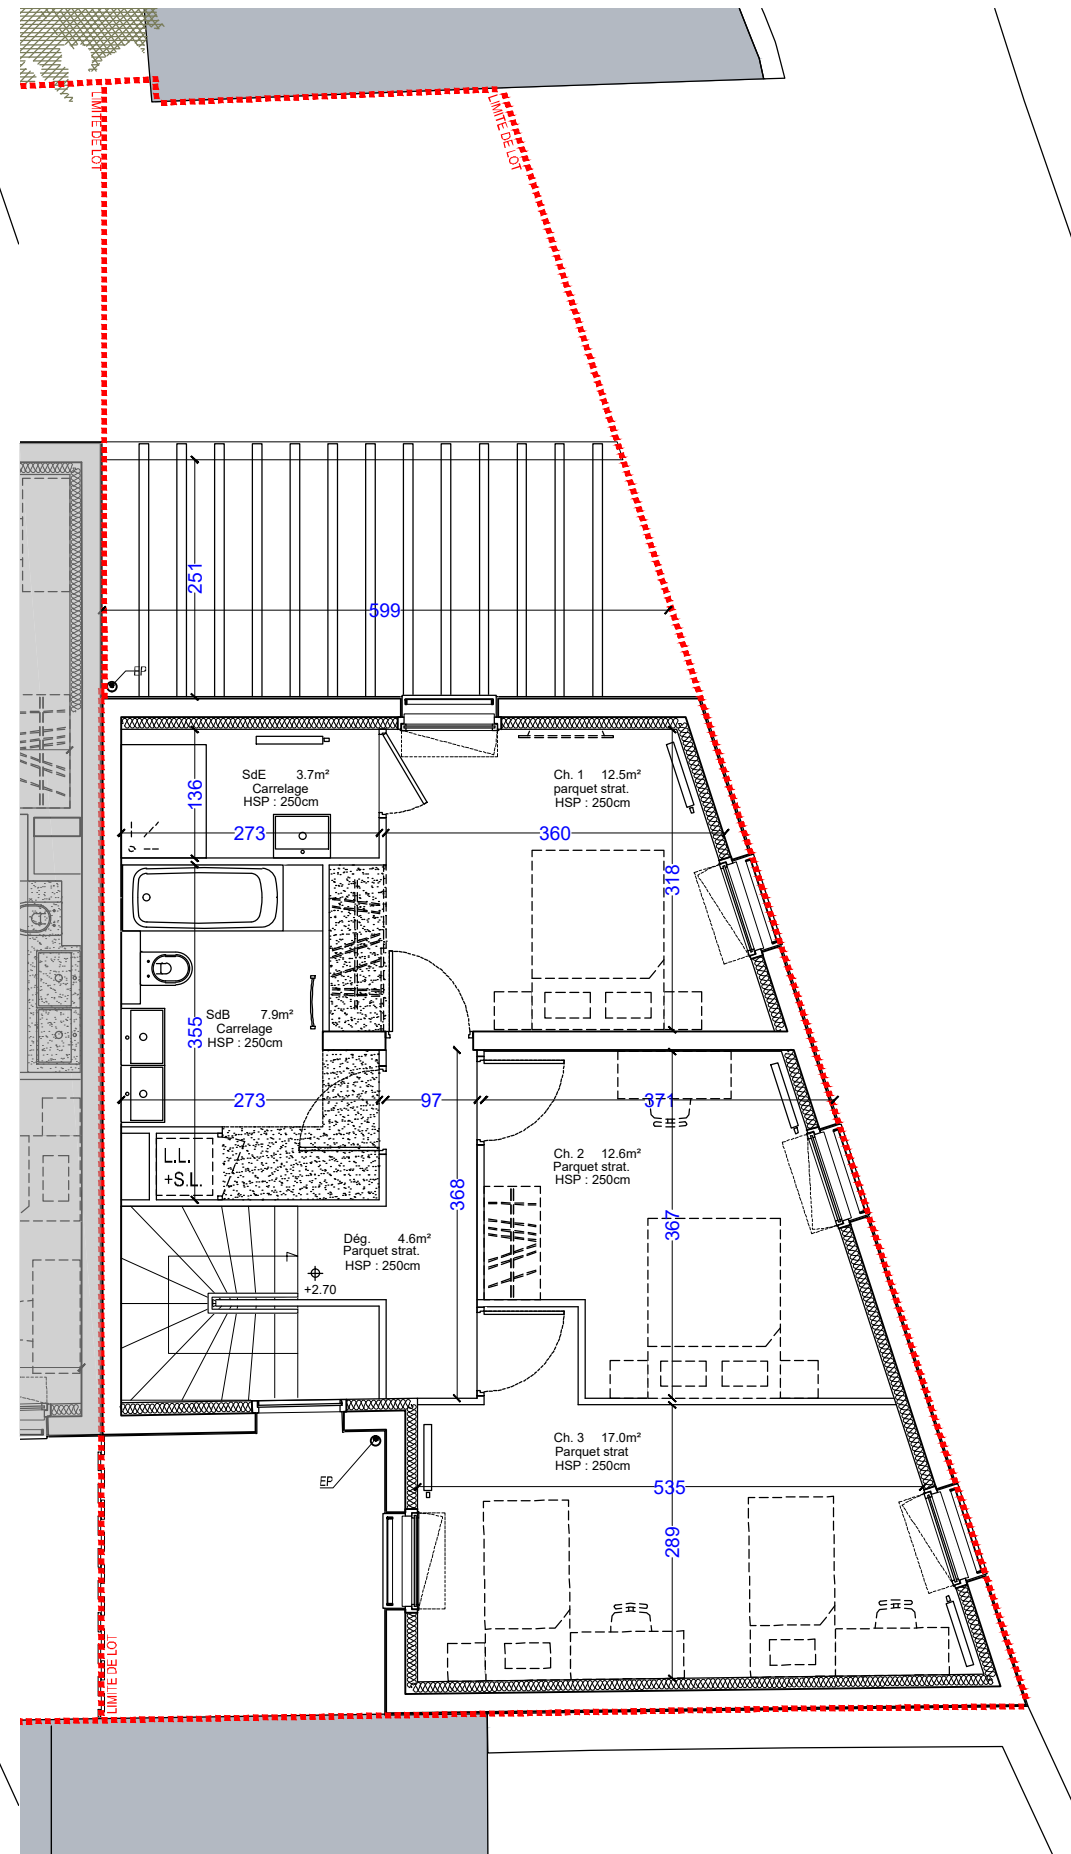 LIMITE DE LOT
LIMITE DE LOT
251
599
EP
SdE 3.7m²
Carrelage
HSP : 250cm
136
273
Ch. 1 12.5m²
parquet strat.
HSP : 250cm
360
318
SdB 7.9m²
Carrelage
HSP : 250cm
355
273
97
371
L.L.
+S.L.
Ch. 2 12.6m²
Parquet strat.
HSP : 250cm
368
367
Dég. 4.6m²
Parquet strat.
HSP : 250cm
+2.70
Ch. 3 17.0m²
Parquet strat
HSP : 250cm
EP
535
289
LIMITE DE LOT